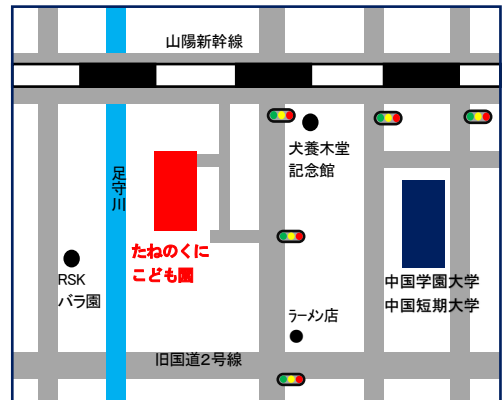 山陽新幹線
犬養木堂
記念館
足守川
たねのくに
こども園
RSK
バラ園
中国学園大学
中国短期大学
ラーメン店
旧国道2号線